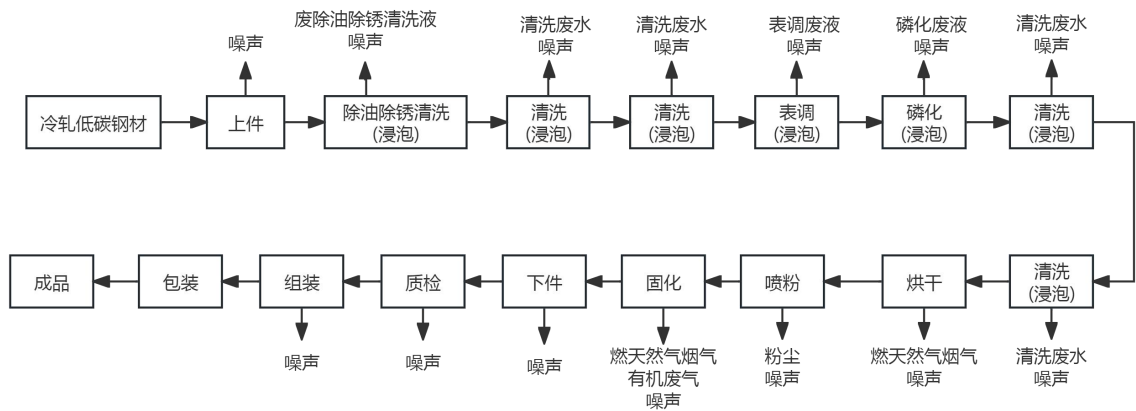 噪声
废除油除锈清洗液
噪声
清洗废水
噪声
清洗废水
噪声
表调废液
噪声
磷化废液
噪声
清洗废水
噪声
冷轧低碳钢材
上件
除油除锈清洗
(浸泡)
清洗
(浸泡)
清洗
(浸泡)
表调
(浸泡)
磷化
(浸泡)
清洗
(浸泡)
成品
包装
组装
质检
下件
固化
喷粉
烘干
清洗
(浸泡)
噪声
噪声
噪声
燃天然气烟气
有机废气
噪声
粉尘
噪声
燃天然气烟气
噪声
清洗废水
噪声